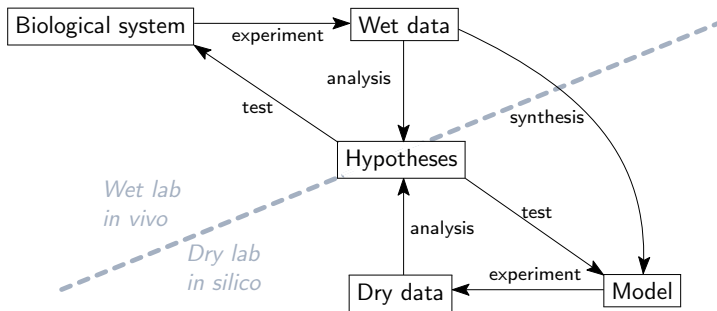 Biological system
experiment
Wet data
analysis
test
synthesis
Hypotheses
Wet lab
in vivo
test
analysis
Dry lab
in silico
experiment
Dry data
Model